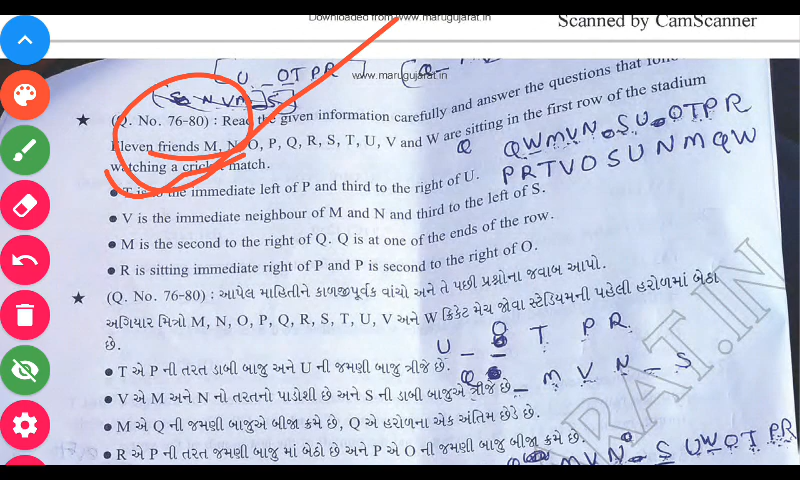 Downloaded from www.marugujarat.in
Scanned by CamScanner
U _ OT PR
www.marugujarat.in
★ (Q. No. 76-80) : Read the given information carefully and answer the questions that
Eleven friends M, N, O, P, Q, R, S, T, U, V and W are sitting in the first row of the stadium
watching a cricket match.
QWMVN SU OTPR
PRTVOSUNMQW
● T is to the immediate left of P and third to the right of U.
● V is the immediate neighbour of M and N and third to the left of S.
● M is the second to the right of Q. Q is at one of the ends of the row.
● R is sitting immediate right of P and P is second to the right of O.
★ (Q. No. 76-80) : આપેલ માહિતીને કાળજીપૂર્વક વાંચો અને તે પછી પ્રશ્નોના જવાબ આપો.
અગિયાર મિત્રો M, N, O, P, Q, R, S, T, U, V અને W ક્રિકેટ મેચ જોવા સ્ટેડિયમની પહેલી હરોળમાં બેઠા
છે.
U _ O T P R
● T એ P ની તરત ડાબી બાજુ અને U ની જમણી બાજુ ત્રીજે છે.
Q _ M V N _ S
● V એ M અને N નો તરતનો પાડોશી છે અને S ની ડાબી બાજુએ ત્રીજે છે
● M એ Q ની જમણી બાજુએ બીજા ક્રમે છે, Q એ હરોળના એક અંતિમ છેડે છે.
● R એ P ની તરત જમણી બાજુ માં બેઠો છે અને P એ O ની જમણી બાજુ બીજા ક્રમે છે.
MVN _ S UWOT PR
RAT.IN